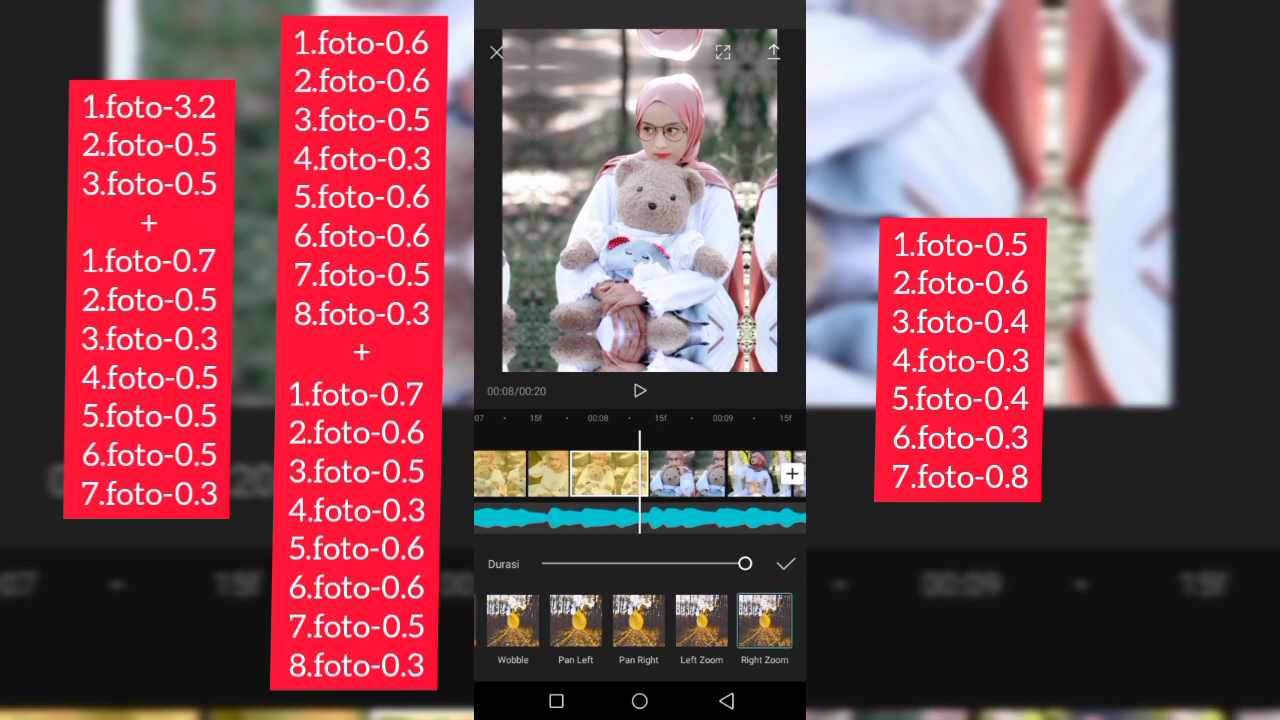 1.foto-3.2
2.foto-0.5
3.foto-0.5
+
1.foto-0.7
2.foto-0.5
3.foto-0.3
4.foto-0.5
5.foto-0.5
6.foto-0.5
7.foto-0.3
1.foto-0.6
2.foto-0.6
3.foto-0.5
4.foto-0.3
5.foto-0.6
6.foto-0.6
7.foto-0.5
8.foto-0.3
+
1.foto-0.7
2.foto-0.6
3.foto-0.5
4.foto-0.3
5.foto-0.6
6.foto-0.6
7.foto-0.5
8.foto-0.3
00:08/00:20
07 15f 00:08 15f 00:09 15f
Durasi
Wobble Pan Left Pan Right Left Zoom Right Zoom
1.foto-0.5
2.foto-0.6
3.foto-0.4
4.foto-0.3
5.foto-0.4
6.foto-0.3
7.foto-0.8